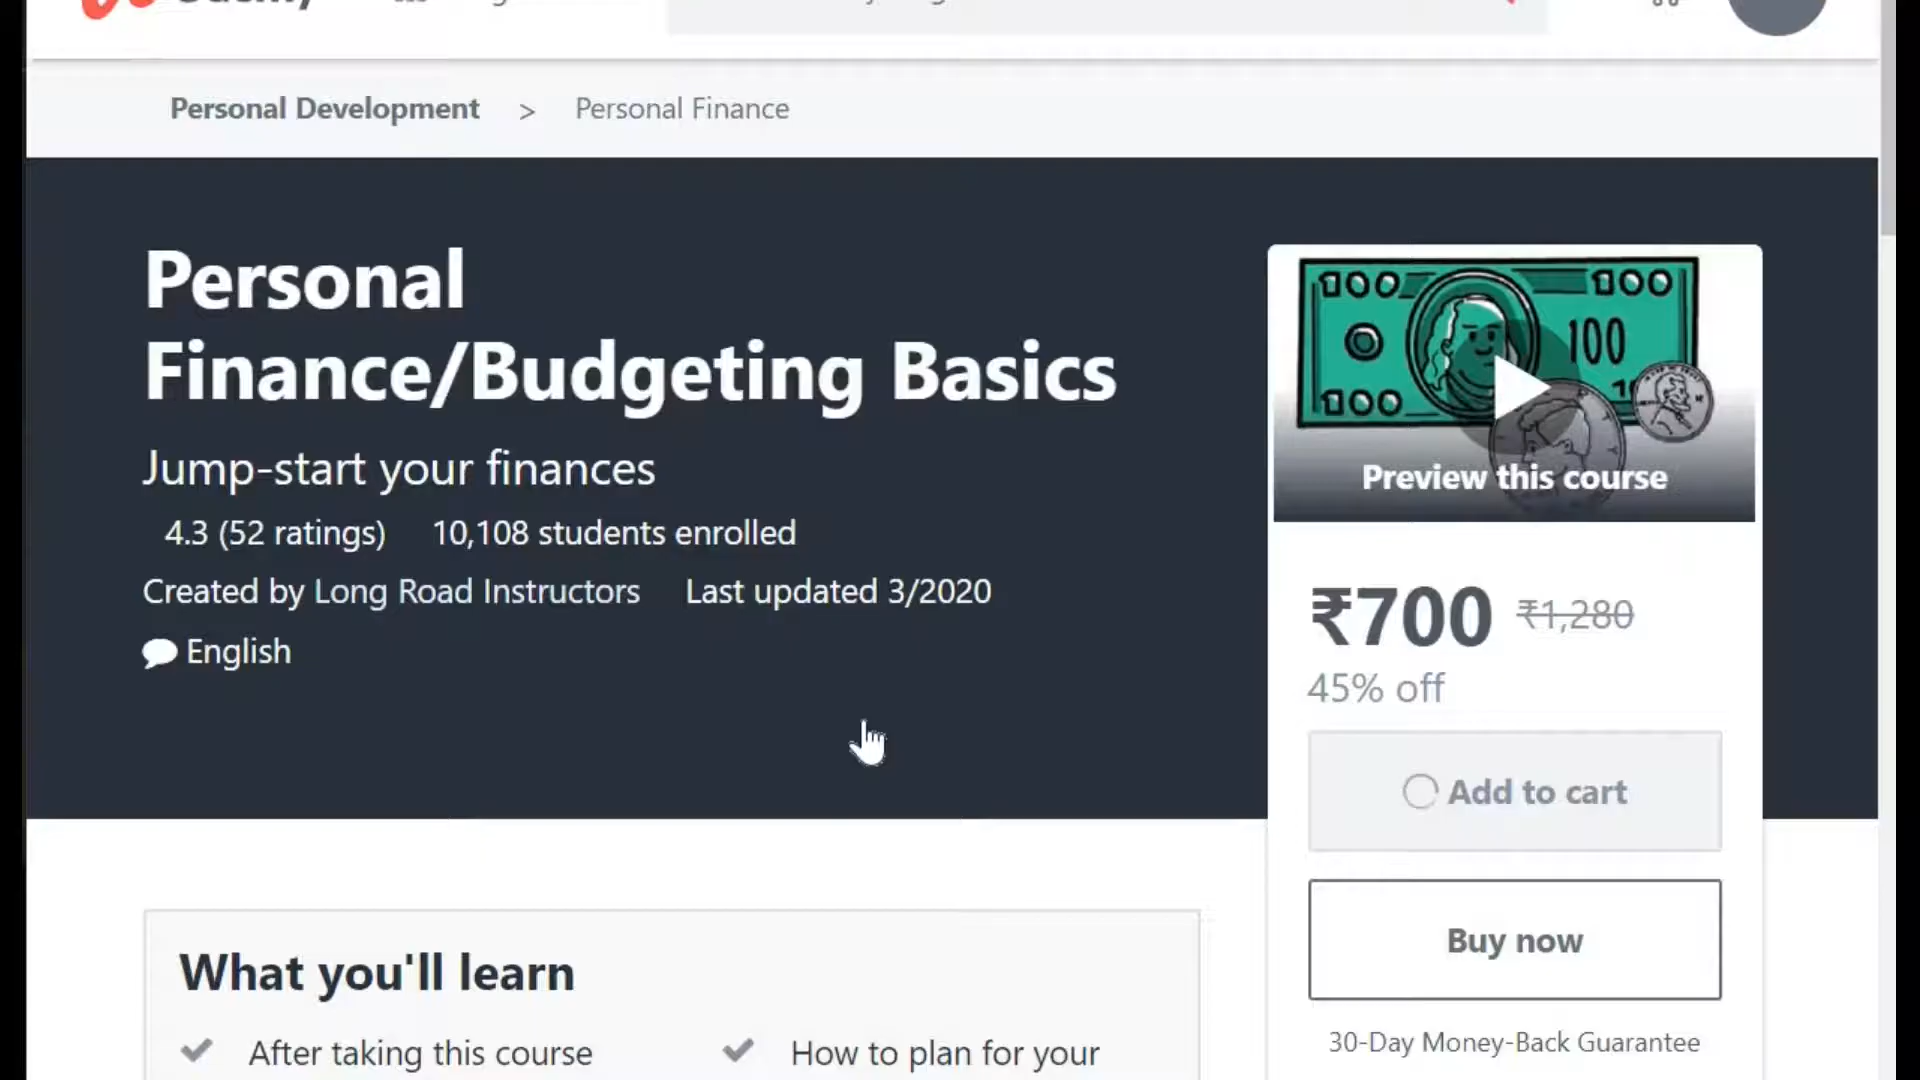 Personal Development > Personal Finance
Personal
Finance/Budgeting Basics
Jump-start your finances
4.3 (52 ratings) 10,108 students enrolled
Created by Long Road Instructors Last updated 3/2020
English
100 100
100
100
Preview this course
₹700 ₹1,280
45% off
Add to cart
Buy now
30-Day Money-Back Guarantee
What you'll learn
After taking this course How to plan for your